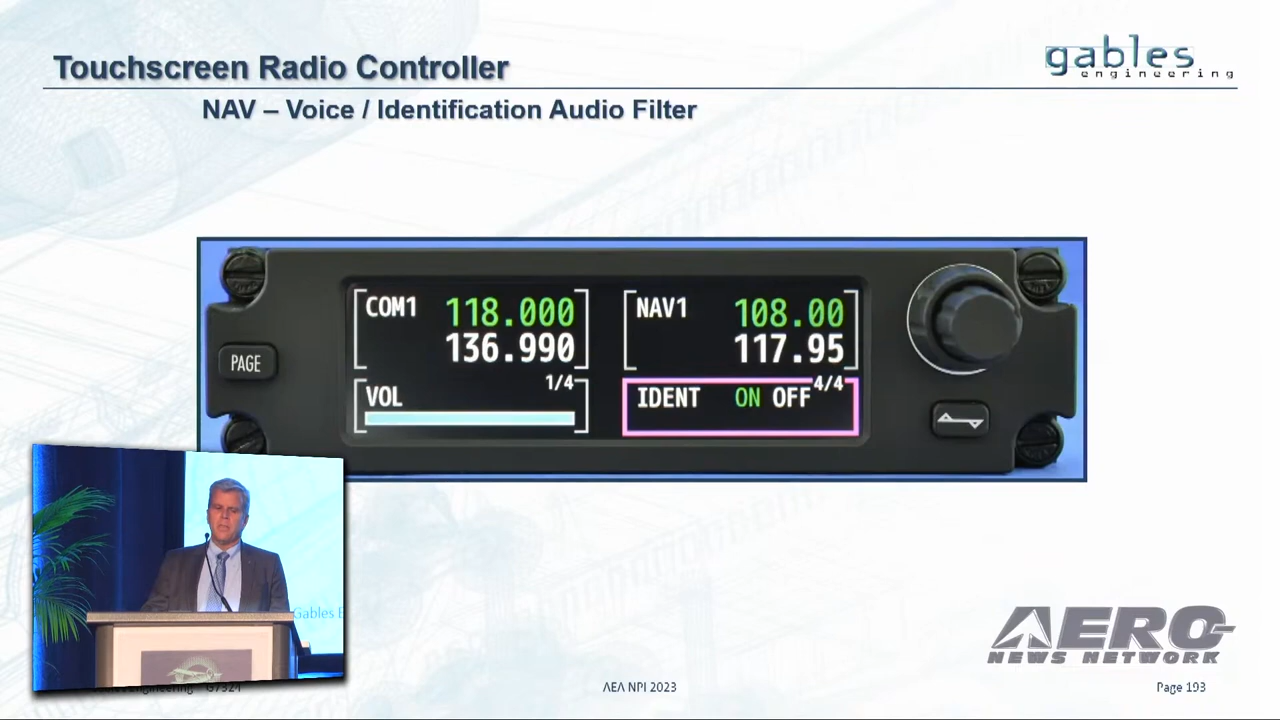 Touchscreen Radio Controller
gables
engineering
NAV – Voice / Identification Audio Filter
COM1 118.000
136.990
NAV1 108.00
117.95
PAGE
VOL 1/4
IDENT ON OFF 4/4
Gables E
AERO
NEWS NETWORK
AEA NPI 2023
Page 193